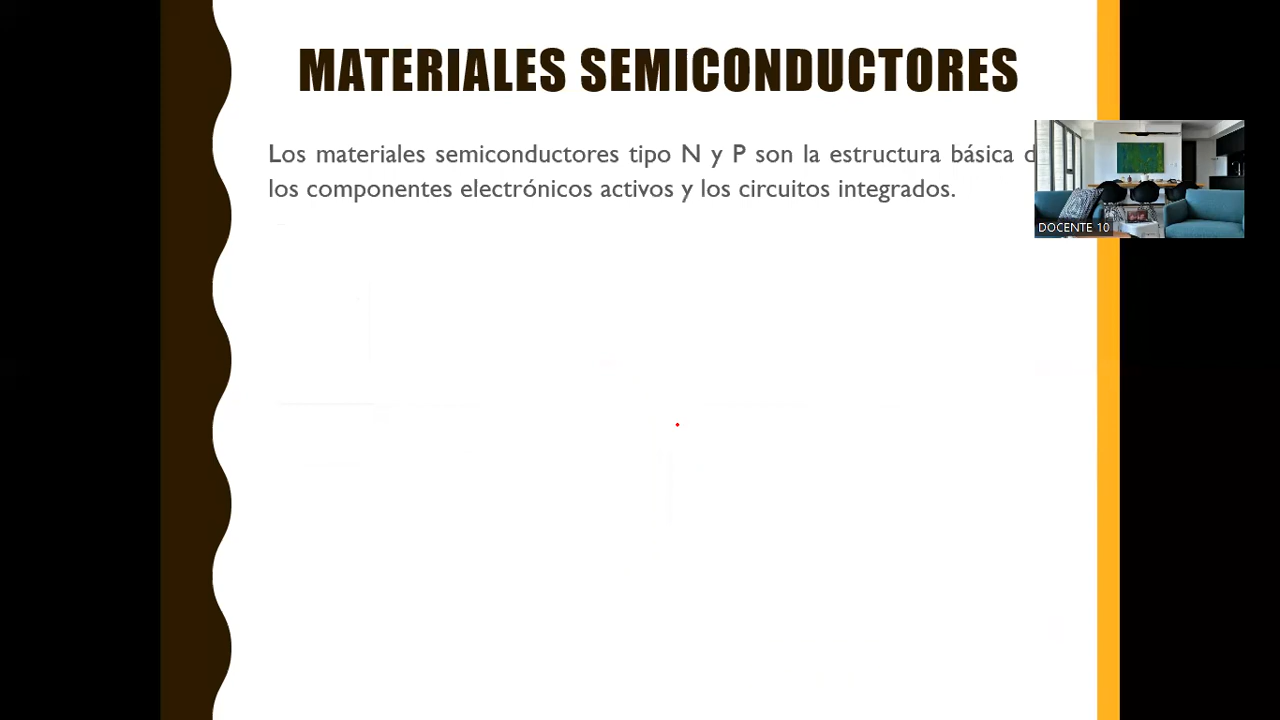 MATERIALES SEMICONDUCTORES
Los materiales semiconductores tipo N y P son la estructura básica
los componentes electrónicos activos y los circuitos integrados.
DOCENTE 10